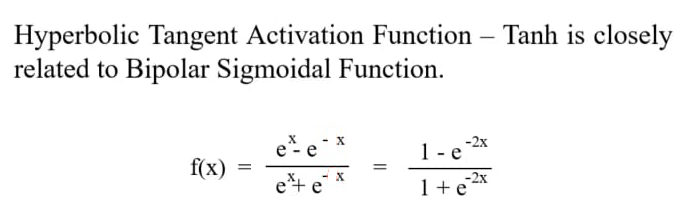 Hyperbolic Tangent Activation Function – Tanh is closely
related to Bipolar Sigmoidal Function.
f(x) = (e^x - e^-x) / (e^x + e^-x) = (1 - e^-2x) / (1 + e^-2x)